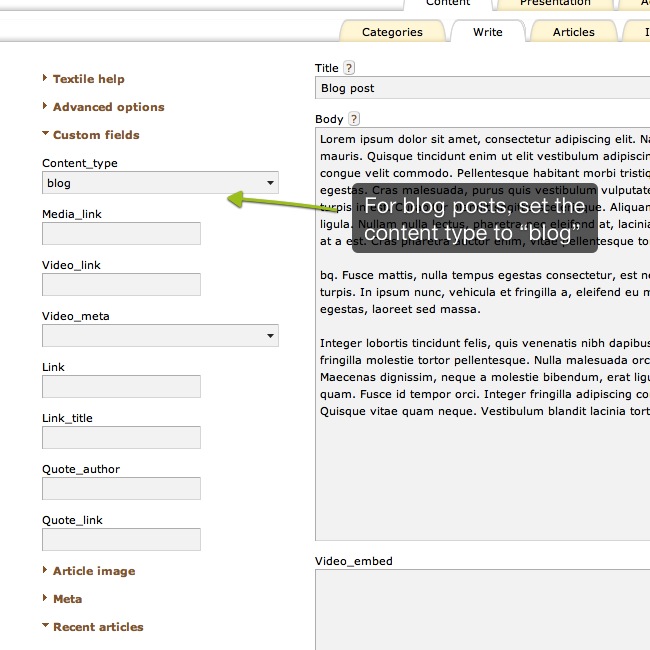 Content
Presentation
Categories
Write
Articles
Textile help
Advanced options
Custom fields
Content_type
blog
Media_link
Video_link
Video_meta
Link
Link_title
Quote_author
Quote_link
Article image
Meta
Recent articles
Title ?
Blog post
Body ?
Lorem ipsum dolor sit amet, consectetur adipiscing elit. Na
mauris. Quisque tincidunt enim ut elit vestibulum adipiscin
congue velit commodo. Pellentesque habitant morbi tristiq
egestas. Cras malesuada, purus quis vestibulum vulputate
turpis
ligula. Nullam nulla lectus, pharetra nec eleifend at, lacinia
at a est. Cras pharetra auctor enim, vitae pellentesque to
For blog posts, set the
content type to “blog”
bq. Fusce mattis, nulla tempus egestas consectetur, est ne
turpis. In ipsum nunc, vehicula et fringilla a, eleifend eu m
egestas, laoreet sed massa.
Integer lobortis tincidunt felis, quis venenatis nibh dapibus
fringilla molestie tortor pellentesque. Nulla malesuada orc
Maecenas dignissim, neque a molestie bibendum, erat ligu
quam. Fusce id tempor orci. Integer fringilla adipiscing co
Quisque vitae quam neque. Vestibulum blandit lacinia tort
Video_embed